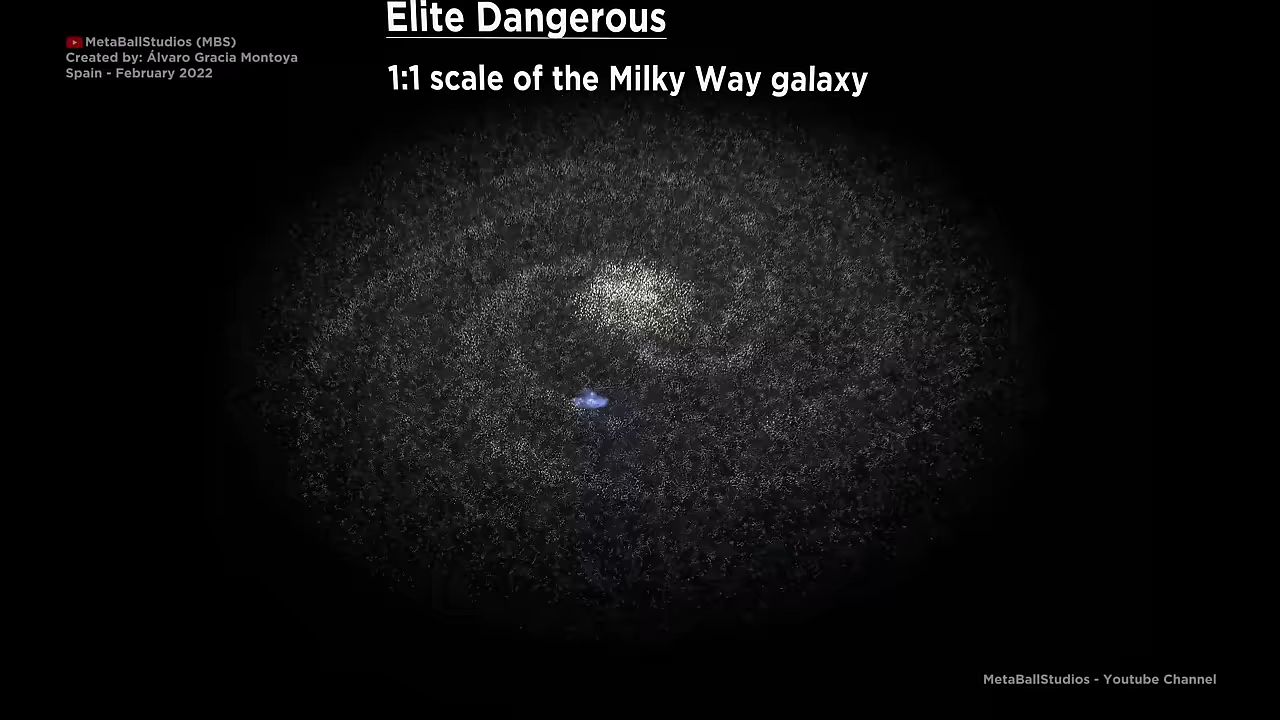 Elite Dangerous
1:1 scale of the Milky Way galaxy
MetaBallStudios (MBS)
Created by: Álvaro Gracia Montoya
Spain - February 2022
MetaBallStudios - Youtube Channel